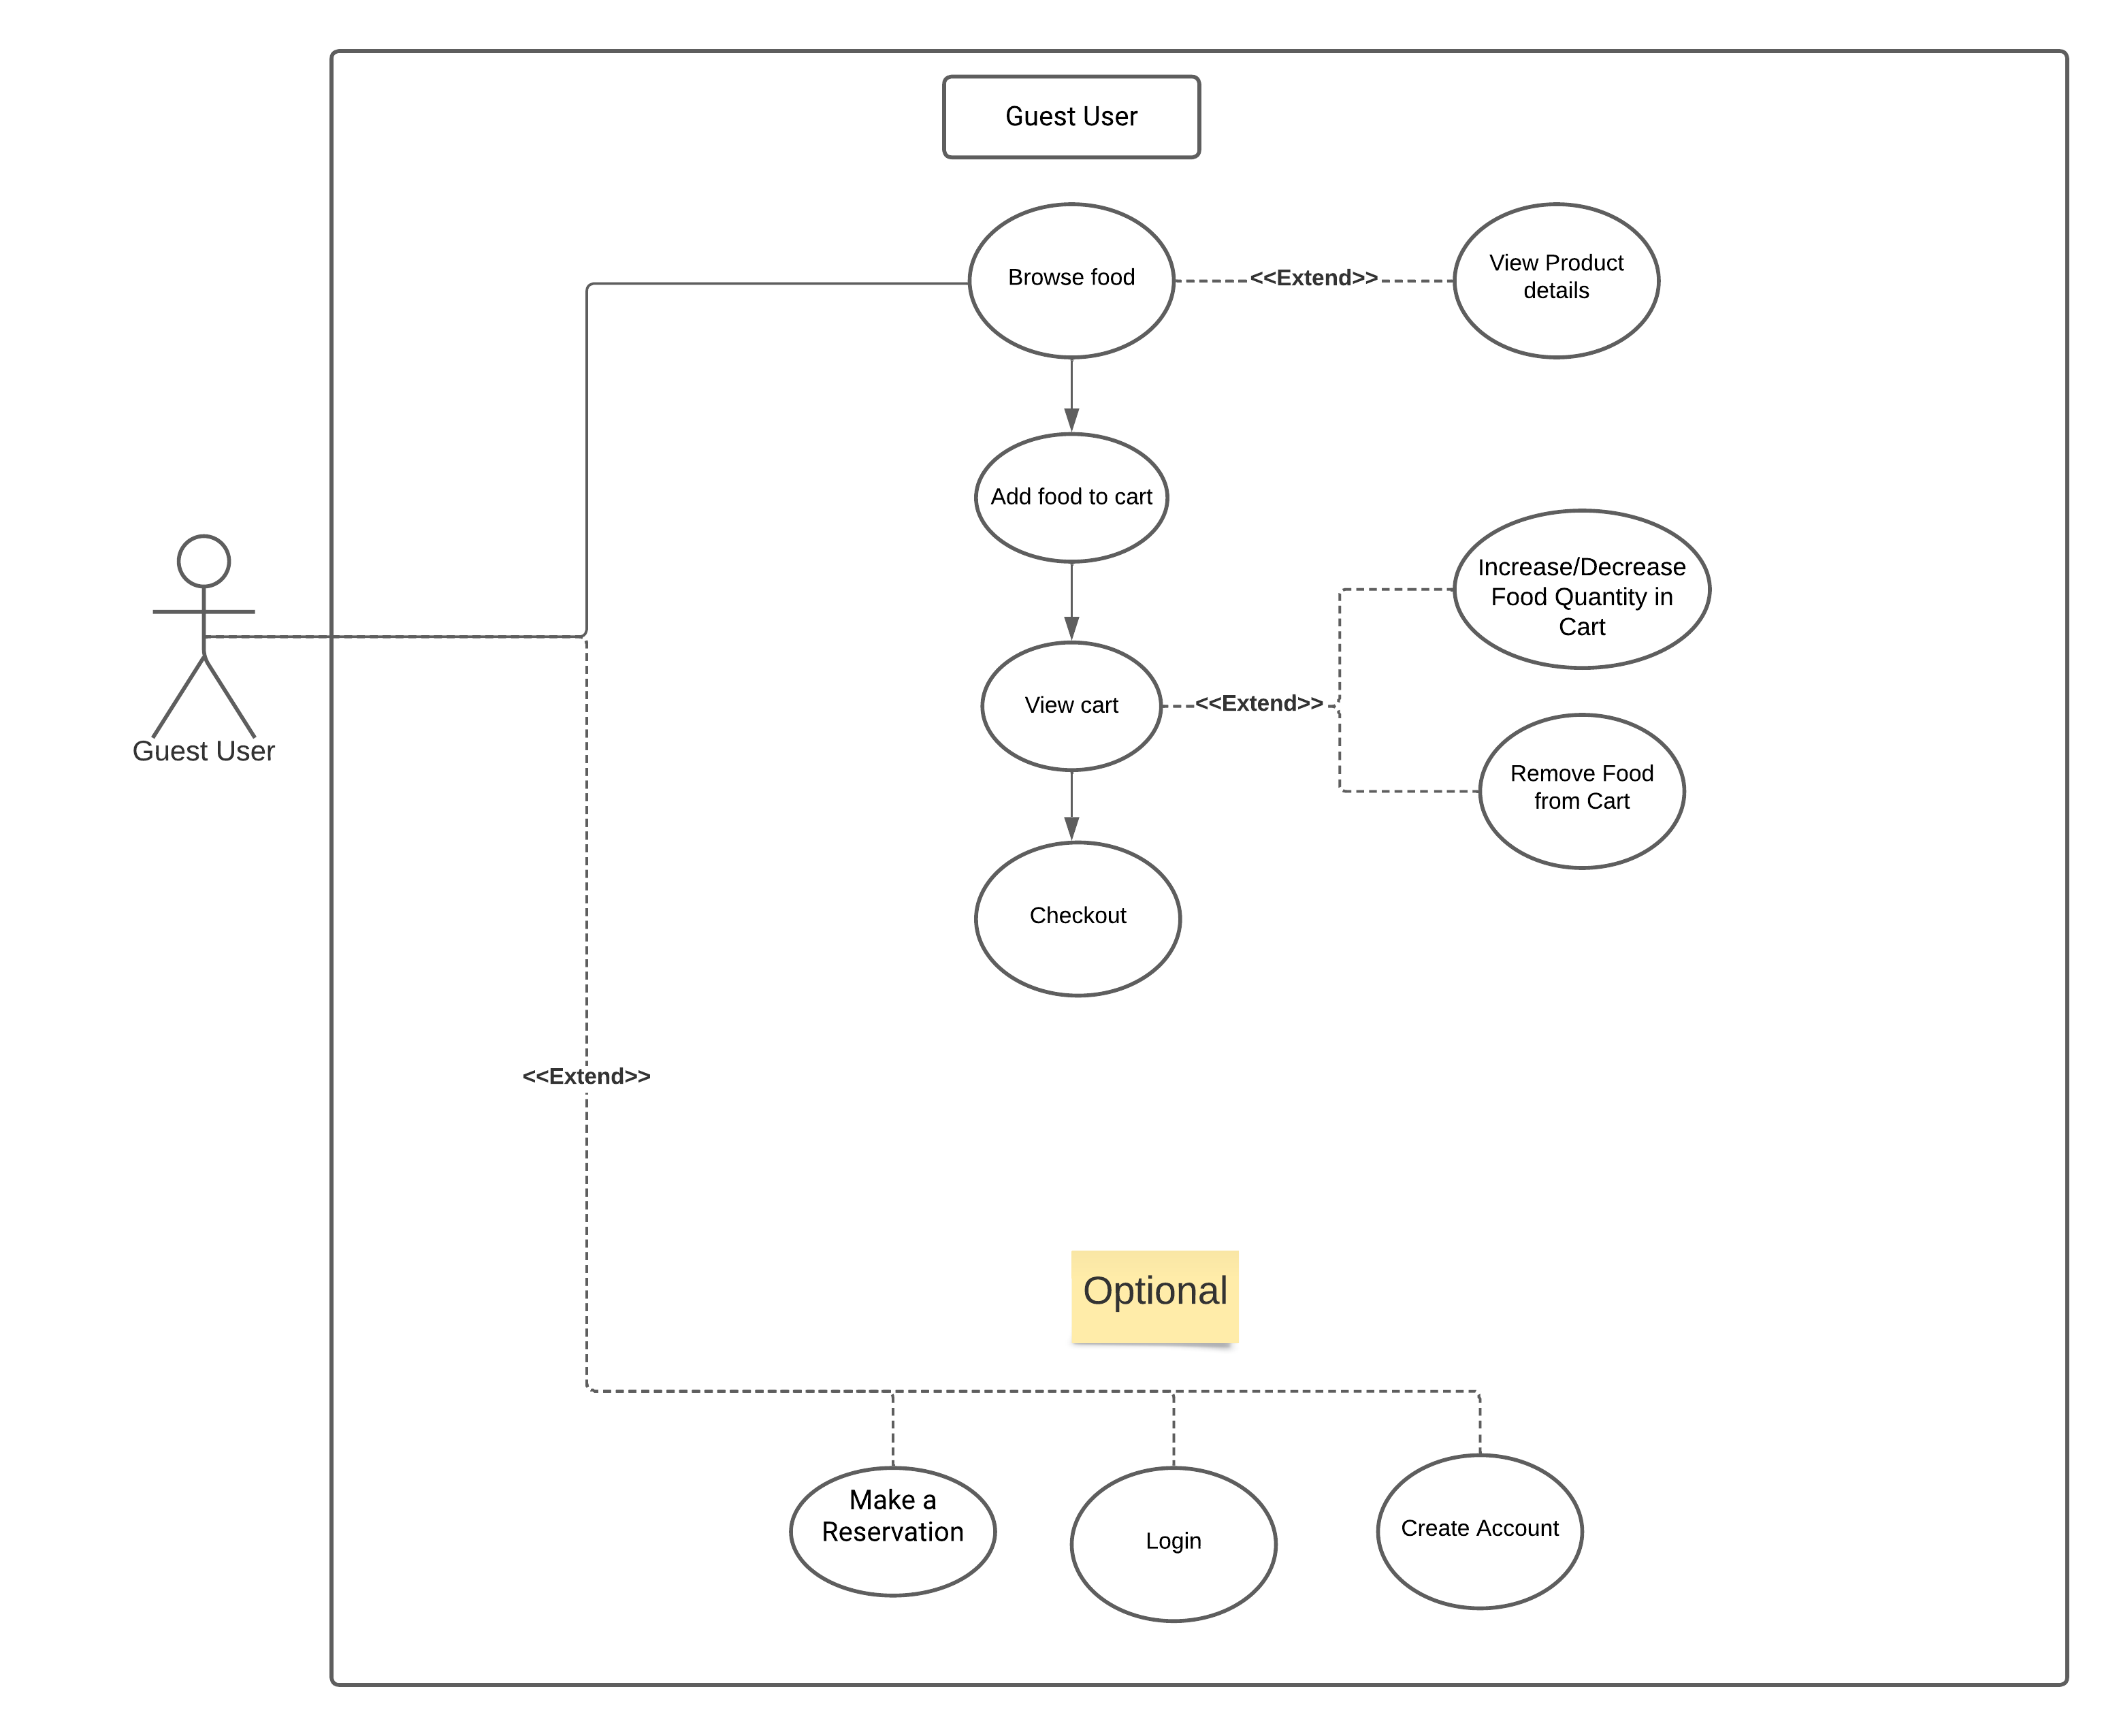 Guest User
Browse food
<<Extend>>
View Product
details
Add food to cart
Increase/Decrease
Food Quantity in
Cart
View cart
<<Extend>>
Guest User
Remove Food
from Cart
Checkout
<<Extend>>
Optional
Make a
Reservation
Login
Create Account